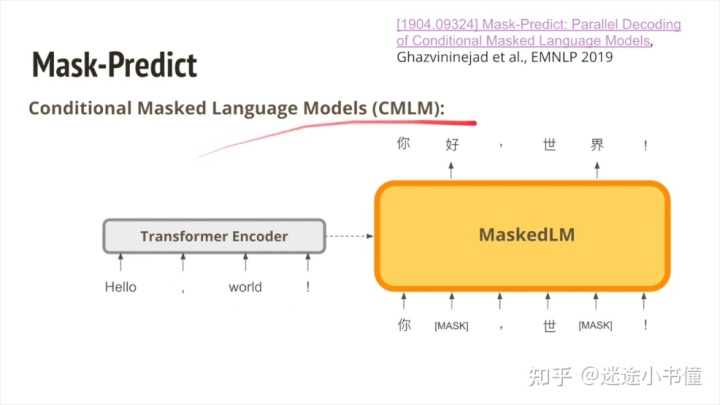 [1904.09324] Mask-Predict: Parallel Decoding
of Conditional Masked Language Models,
Ghazvininejad et al., EMNLP 2019
Mask-Predict
Conditional Masked Language Models (CMLM):
你 好 ， 世 界 ！
Transformer Encoder
MaskedLM
Hello , world !
你 [MASK] ， 世 [MASK] ！
知乎 @迷途小书僮